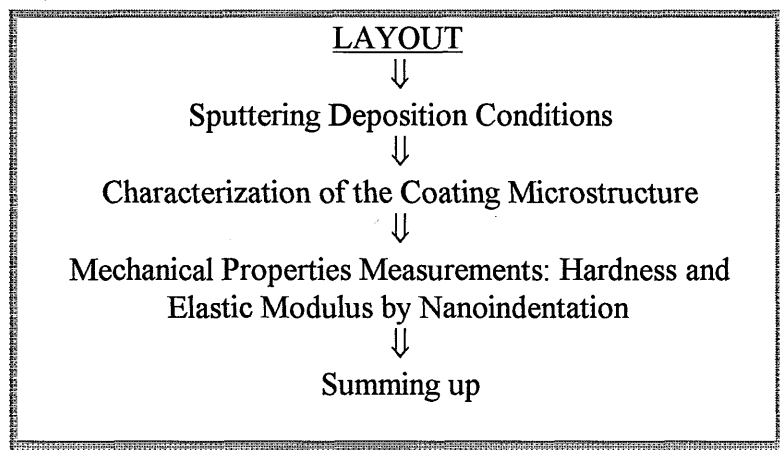 LAYOUT
⇓
Sputtering Deposition Conditions
⇓
Characterization of the Coating Microstructure
⇓
Mechanical Properties Measurements: Hardness and
Elastic Modulus by Nanoindentation
⇓
Summing up